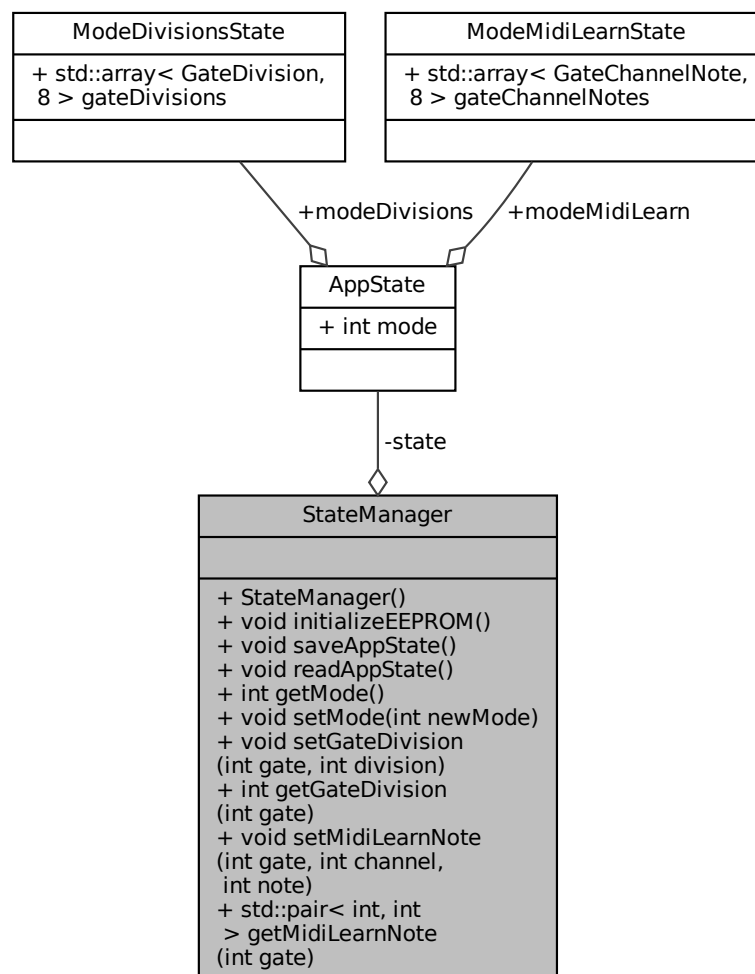 ModeDivisionsState
+ std::array< GateDivision,
8 > gateDivisions
ModeMidiLearnState
+ std::array< GateChannelNote,
8 > gateChannelNotes
+modeDivisions
+modeMidiLearn
AppState
+ int mode
-state
StateManager
+ StateManager()
+ void initializeEEPROM()
+ void saveAppState()
+ void readAppState()
+ int getMode()
+ void setMode(int newMode)
+ void setGateDivision
(int gate, int division)
+ int getGateDivision
(int gate)
+ void setMidiLearnNote
(int gate, int channel,
int note)
+ std::pair< int, int
> getMidiLearnNote
(int gate)